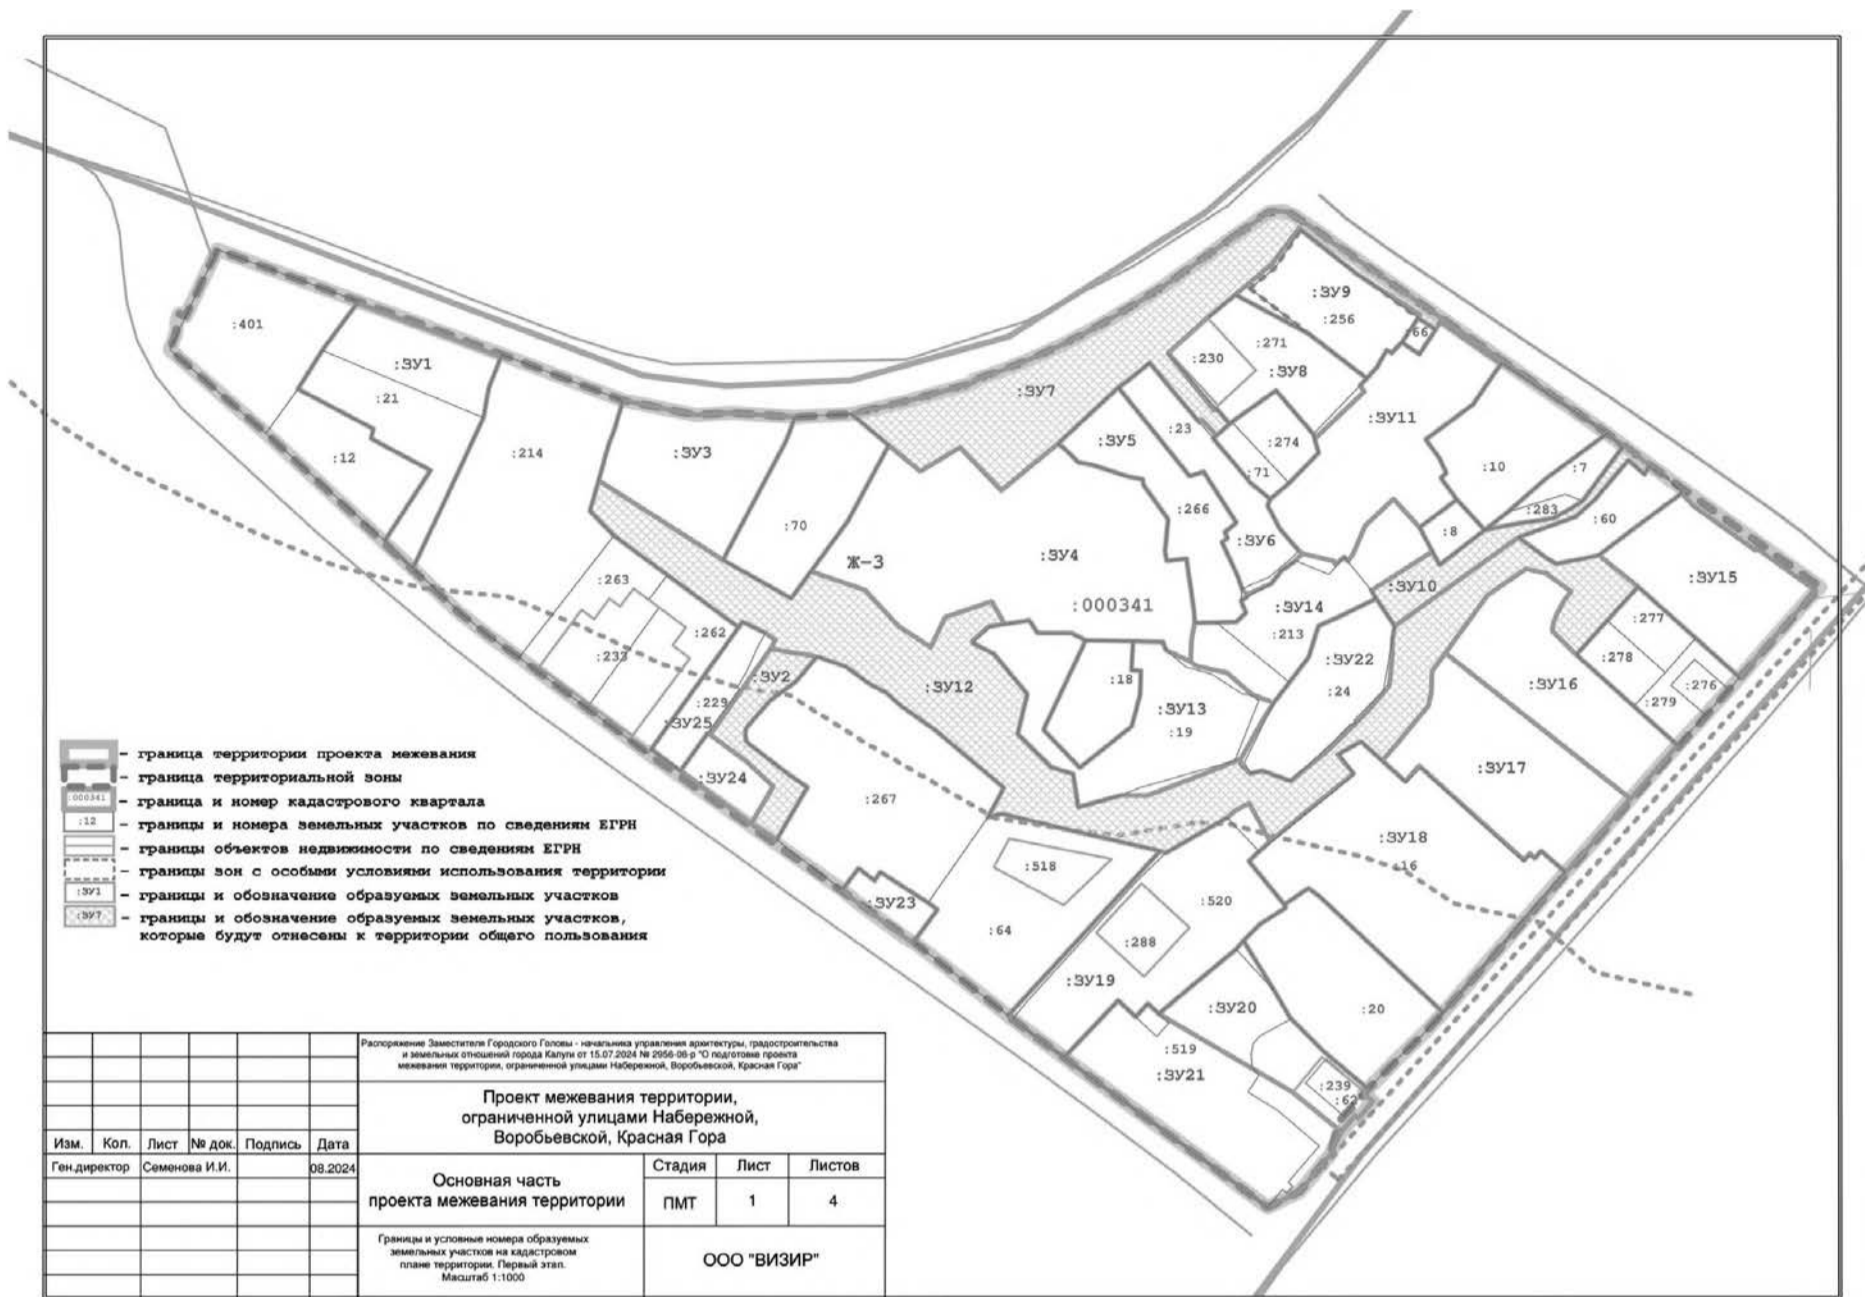 :401
:ЗУ1
:21
:12
:214
:ЗУ3
:70
:ЗУ7
:ЗУ9
:256
:66
:271
:230
:ЗУ8
:ЗУ11
:ЗУ5
:23
:274
:71
:10
:7
:266
:283
:60
:8
:ЗУ6
Ж-3
:ЗУ4
:ЗУ10
:ЗУ15
:000341
:ЗУ14
:213
:277
:263
:262
:233
:ЗУ22
:24
:278
:276
:279
:ЗУ16
:ЗУ2
:ЗУ12
:18
:229
:ЗУ25
:ЗУ13
:19
:ЗУ24
:267
:ЗУ17
:ЗУ18
:16
:518
:ЗУ23
:64
:520
:288
:ЗУ19
:ЗУ20
:20
:519
:ЗУ21
:239
:62
- граница территории проекта межевания
- граница территориальной зоны
:000341 - граница и номер кадастрового квартала
:12 - границы и номера земельных участков по сведениям ЕГРН
- границы объектов недвижимости по сведениям ЕГРН
- границы зон с особыми условиями использования территории
:ЗУ1 - границы и обозначение образуемых земельных участков
:ЗУ7 - границы и обозначение образуемых земельных участков,
которые будут отнесены к территории общего пользования
Распоряжение Заместителя Городского Головы - начальника управления архитектуры, градостроительства
и земельных отношений города Калуги от 15.07.2024 № 2956-06-р "О подготовке проекта
межевания территории, ограниченной улицами Набережной, Воробьевской, Красная Гора"
Проект межевания территории,
ограниченной улицами Набережной,
Воробьевской, Красная Гора
Изм. Кол. Лист № док. Подпись Дата
Ген.директор Семенова И.И. 08.2024
Основная часть
проекта межевания территории
Стадия Лист Листов
ПМТ 1 4
Границы и условные номера образуемых
земельных участков на кадастровом
плане территории. Первый этап.
Масштаб 1:1000
ООО "ВИЗИР"